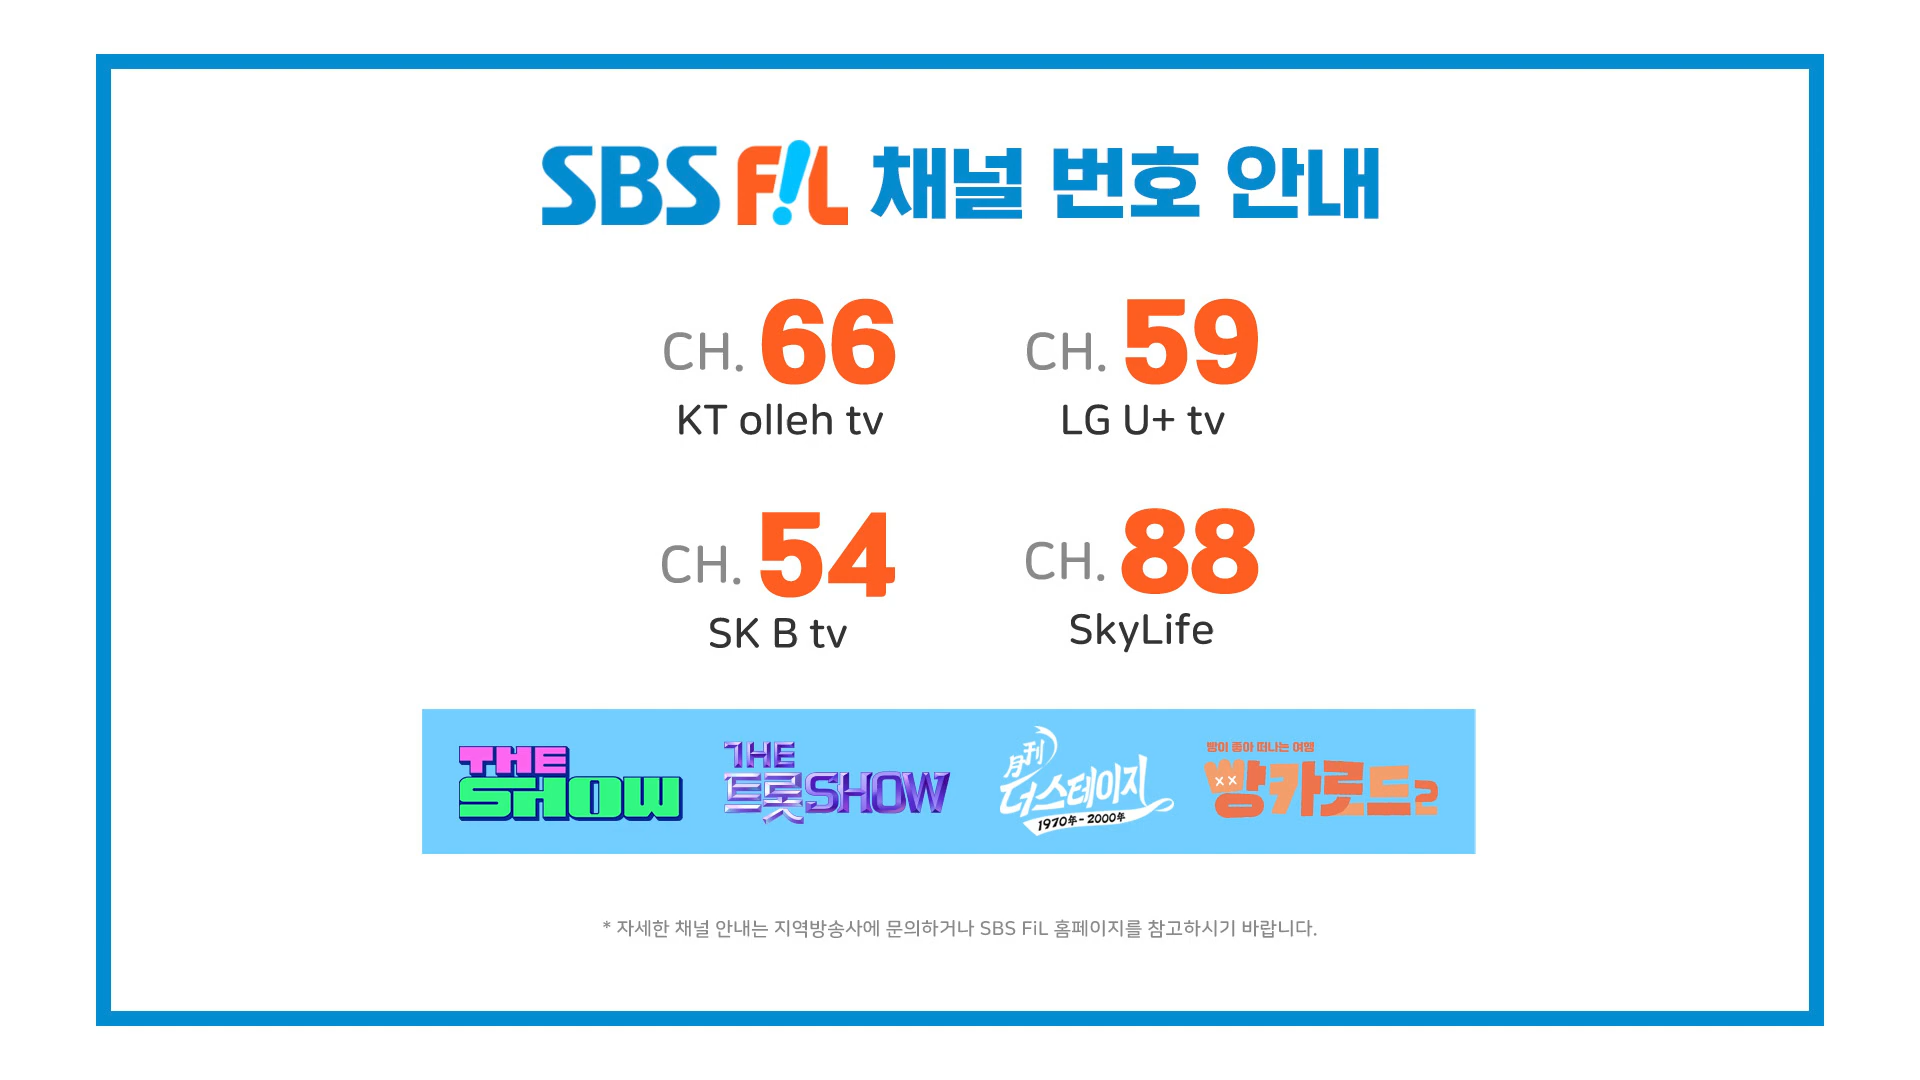 SBS F!L 채널 번호 안내
CH. 66
KT olleh tv
CH. 59
LG U+ tv
CH. 54
SK B tv
CH. 88
SkyLife
THE
SHOW
THE
트롯SHOW
月刊
더스테이지
1970年-2000年
빵이 좋아 떠나는 여행
빵카로드2
* 자세한 채널 안내는 지역방송사에 문의하거나 SBS FiL 홈페이지를 참고하시기 바랍니다.